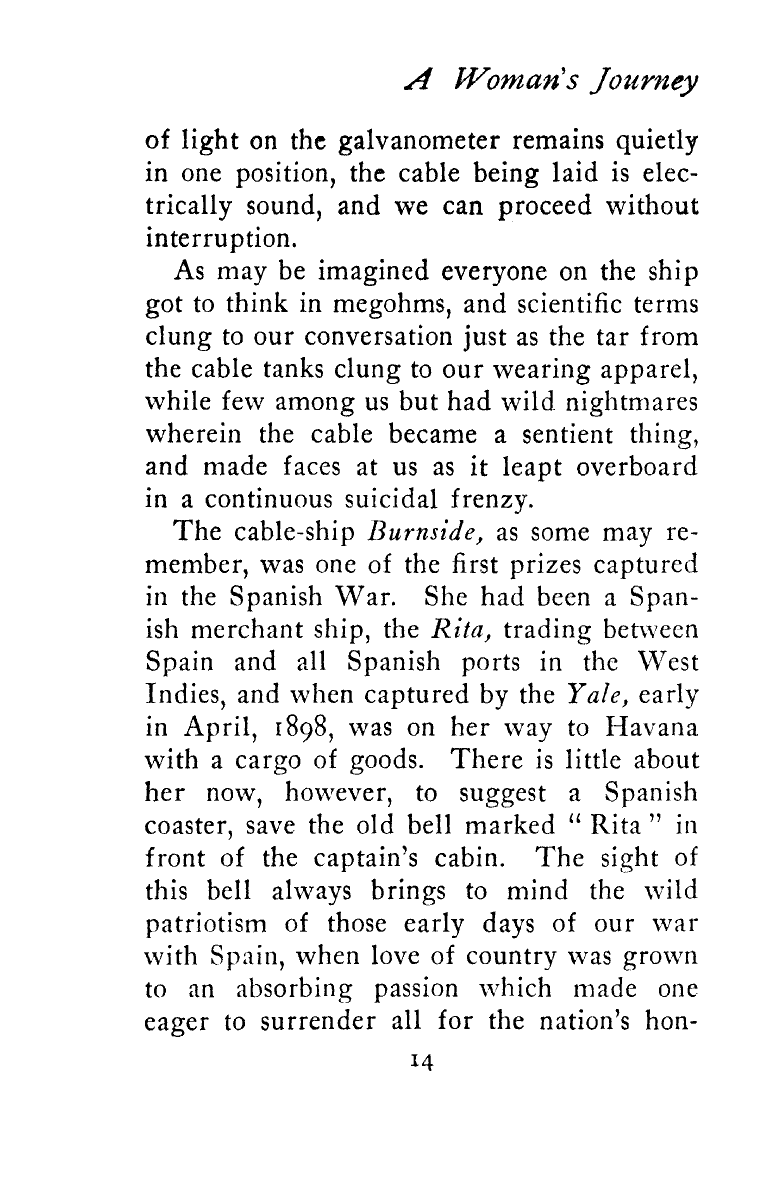 A Woman's Journey
of light on the galvanometer remains quietly
in one position, the cable being laid is elec-
trically sound, and we can proceed without
interruption.
As may be imagined everyone on the ship
got to think in megohms, and scientific terms
clung to our conversation just as the tar from
the cable tanks clung to our wearing apparel,
while few among us but had wild nightmares
wherein the cable became a sentient thing,
and made faces at us as it leapt overboard
in a continuous suicidal frenzy.
The cable-ship Burnside, as some may re-
member, was one of the first prizes captured
in the Spanish War. She had been a Span-
ish merchant ship, the Rita, trading between
Spain and all Spanish ports in the West
Indies, and when captured by the Yale, early
in April, 1898, was on her way to Havana
with a cargo of goods. There is little about
her now, however, to suggest a Spanish
coaster, save the old bell marked “ Rita ” in
front of the captain's cabin. The sight of
this bell always brings to mind the wild
patriotism of those early days of our war
with Spain, when love of country was grown
to an absorbing passion which made one
eager to surrender all for the nation's hon-
14